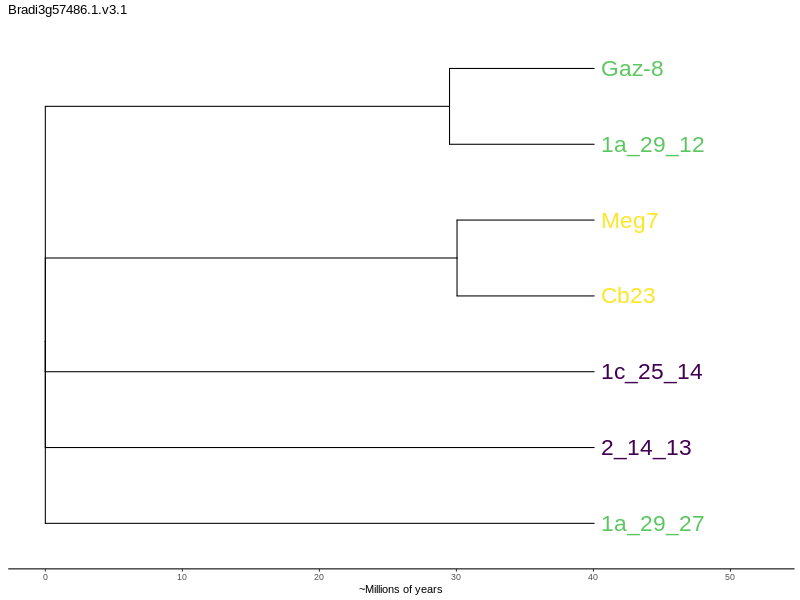 Bradi3g57486.1.v3.1
Gaz-8
1a_29_12
Meg7
Cb23
1c_25_14
2_14_13
1a_29_27
0 10 20 30 40 50
~Millions of years